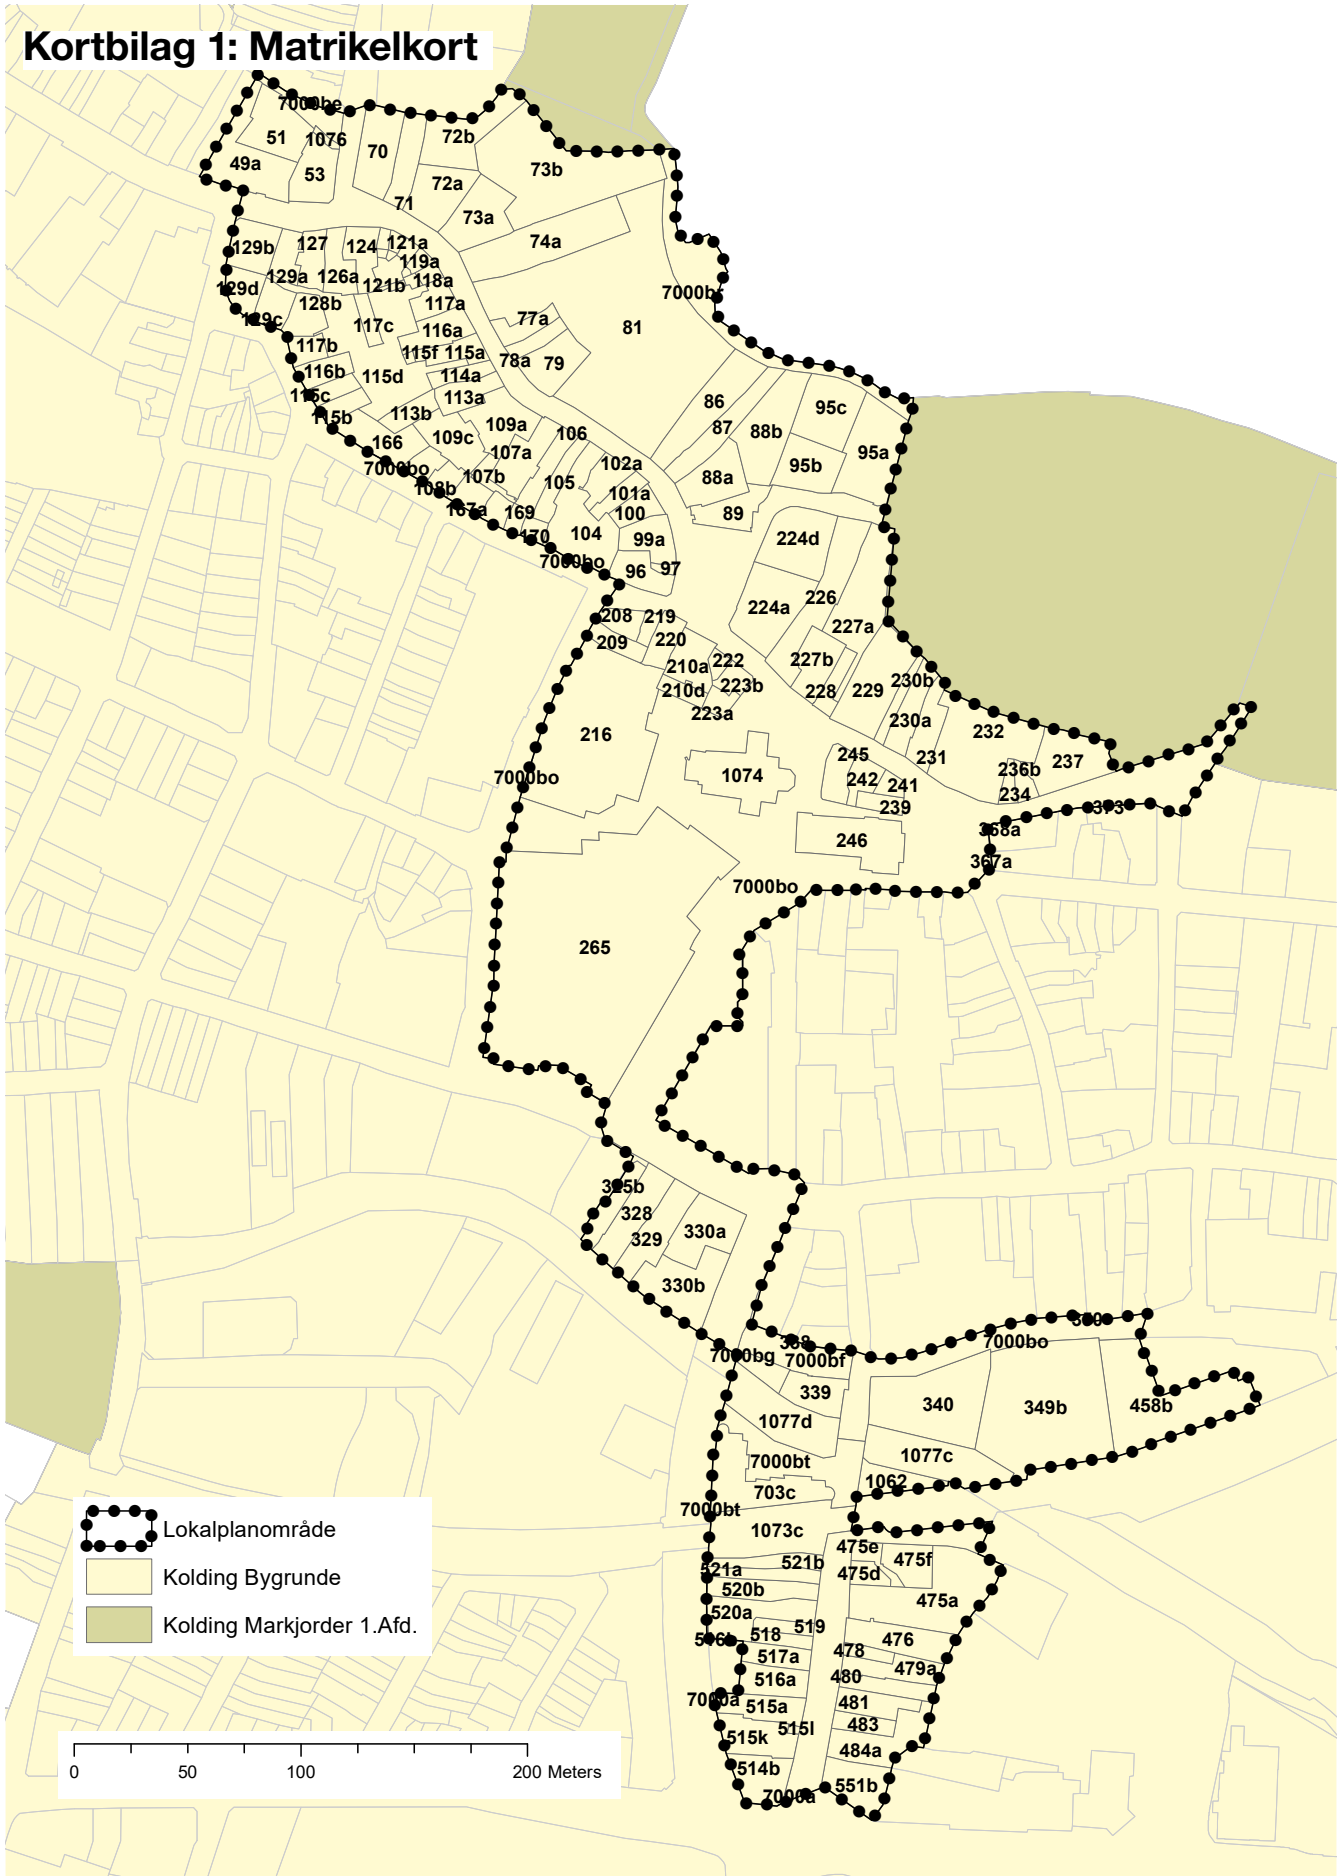 Kortbilag 1: Matrikelkort
7000be
51
1076
70
72b
49a
53
73b
72a
71
73a
74a
129b
127
124
121a
119a
129a
126a
121b
118a
129d
128b
117a
7000br
129c
117c
116a
77a
81
117b
115f
115a
78a
79
116b
115d
114a
115c
113a
115b
113b
109a
86
95c
166
109c
106
87
88b
107a
95a
7000bo
107b
102a
88a
95b
108b
105
101a
167a
169
100
89
170
104
99a
224d
7000bo
96
97
208
219
224a
226
209
220
227a
210a
222
227b
210d
223b
228
229
230b
223a
230a
216
232
231
7000bo
1074
245
237
242
241
236b
239
234
373
246
368a
367a
7000bo
265
325b
328
329
330a
330b
338
7000bo
7000bg
7000bf
339
340
349b
458b
1077d
7000bt
1077c
1062
703c
7000bt
1073c
475e
521b
475f
521a
475d
520b
475a
520a
519
518
476
517a
478
516a
480
479a
7000a
515a
481
515l
483
515k
484a
514b
551b
7000a
Lokalplanområde
Kolding Bygrunde
Kolding Markjorder 1.Afd.
0 50 100 200 Meters